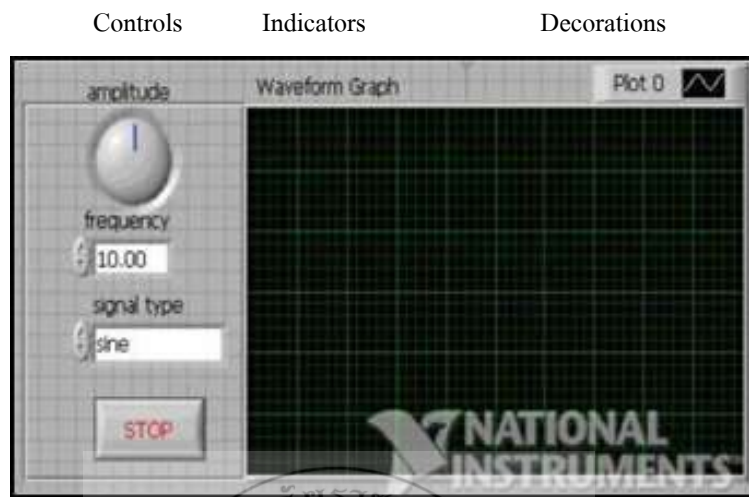 Controls Indicators Decorations
amplitude
Waveform Graph
Plot 0
frequency
10.00
signal type
sine
STOP
NATIONAL
INSTRUMENTS